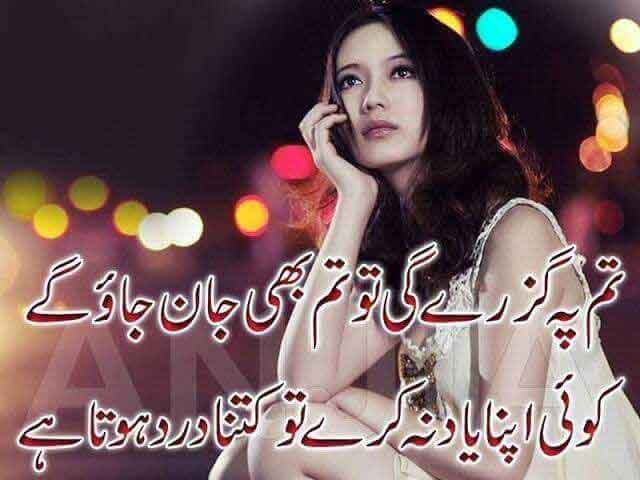 تم پہ گزرے گی تو تم بھی جان جاؤ گے
کوئی اپنا یاد نہ کرے تو کتنا درد ہوتا ہے